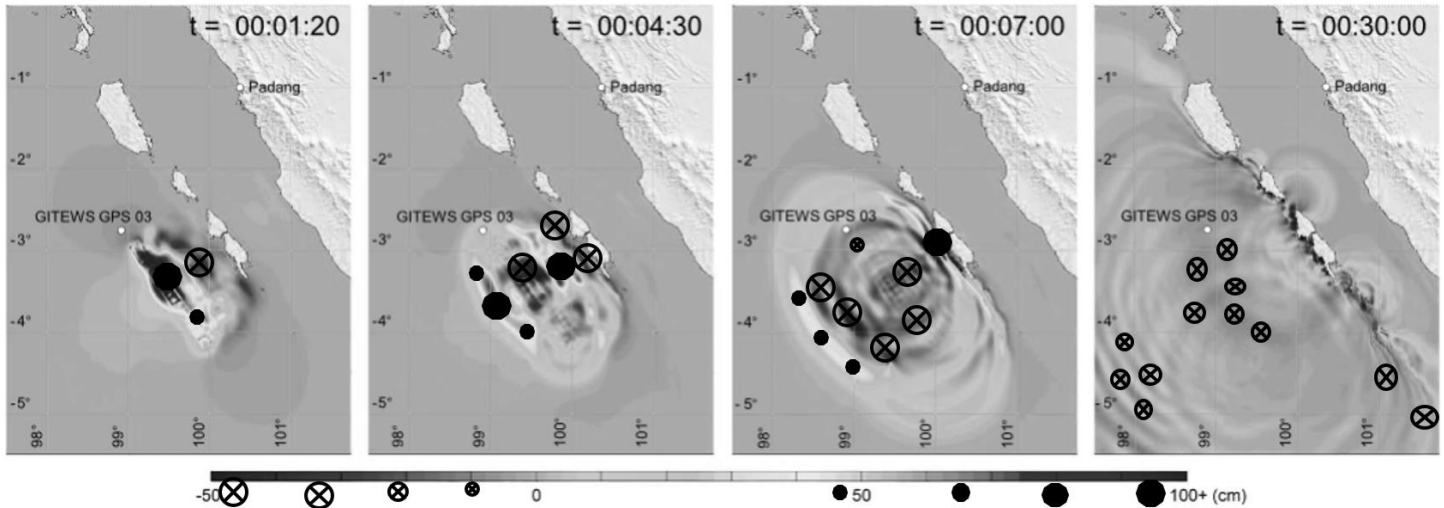 t = 00:01:20
-1°
Padang
-2°
GITEWS GPS 03
-3°
-4°
-5°
98°
99°
100°
101°
t = 00:04:30
-1°
Padang
-2°
GITEWS GPS 03
-3°
-4°
-5°
98°
99°
100°
101°
t = 00:07:00
-1°
Padang
-2°
GITEWS GPS 03
-3°
-4°
-5°
98°
99°
100°
101°
t = 00:30:00
-1°
Padang
-2°
GITEWS GPS 03
-3°
-4°
-5°
98°
99°
100°
101°
-50 0 50 100+ (cm)